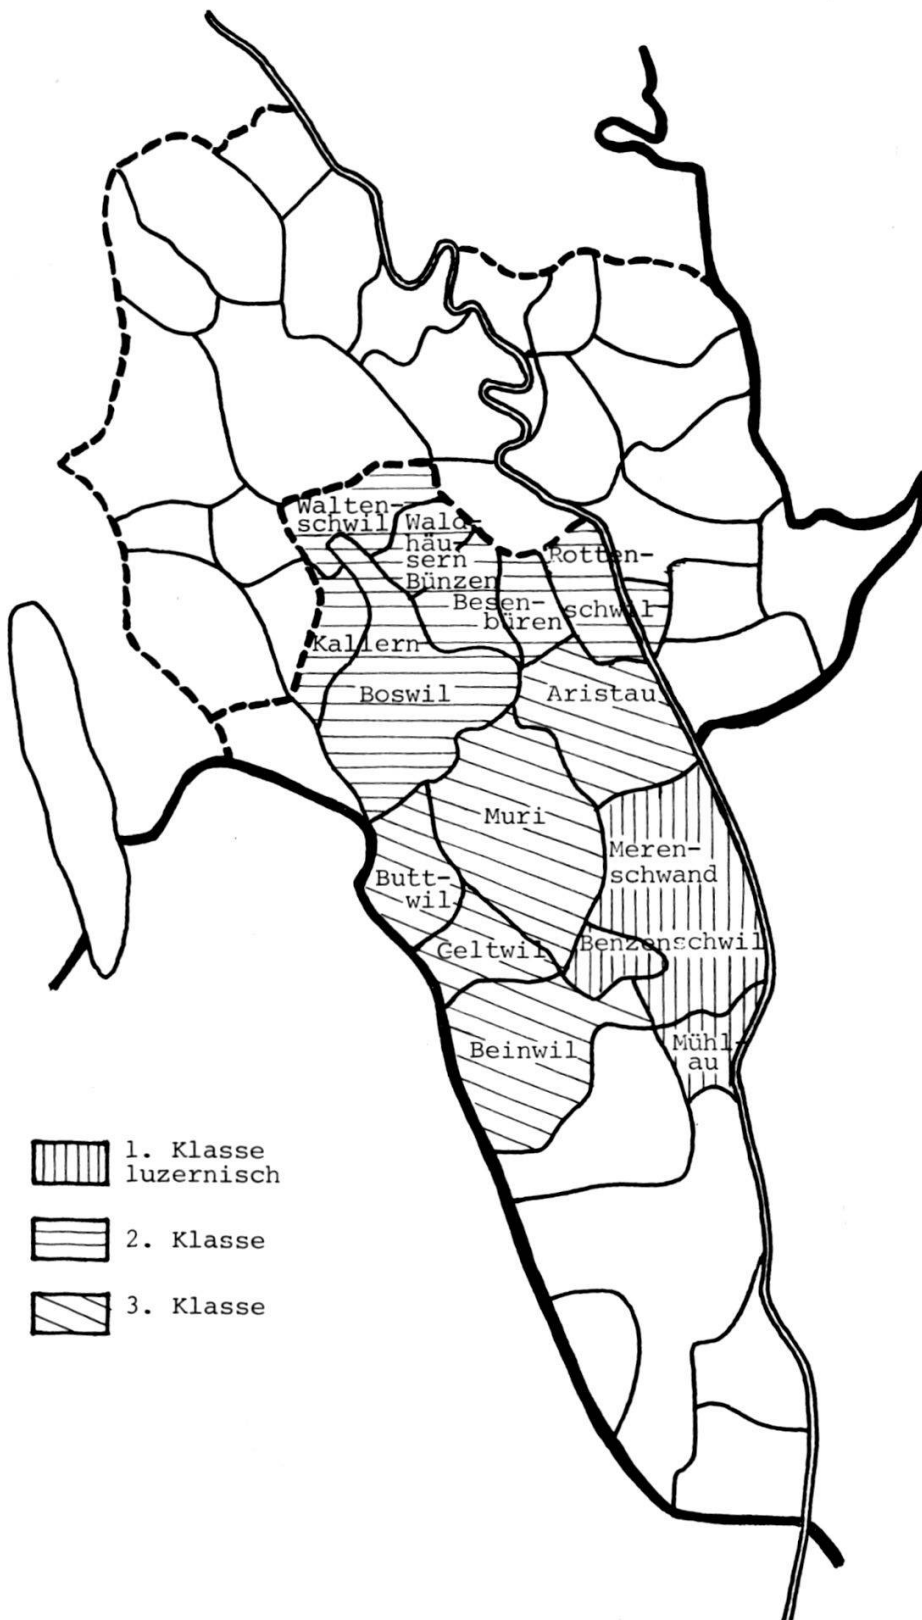 Walten-
schwil
Wald-
häu-
sern
Bünzen
Rotten-
schwil
Besen-
büren
Kallern
Boswil
Aristau
Muri
Meren-
schwand
Butt-
wil
Benzenschwil
Geltwil
Beinwil
Mühl-
au
1. Klasse
luzernisch
2. Klasse
3. Klasse